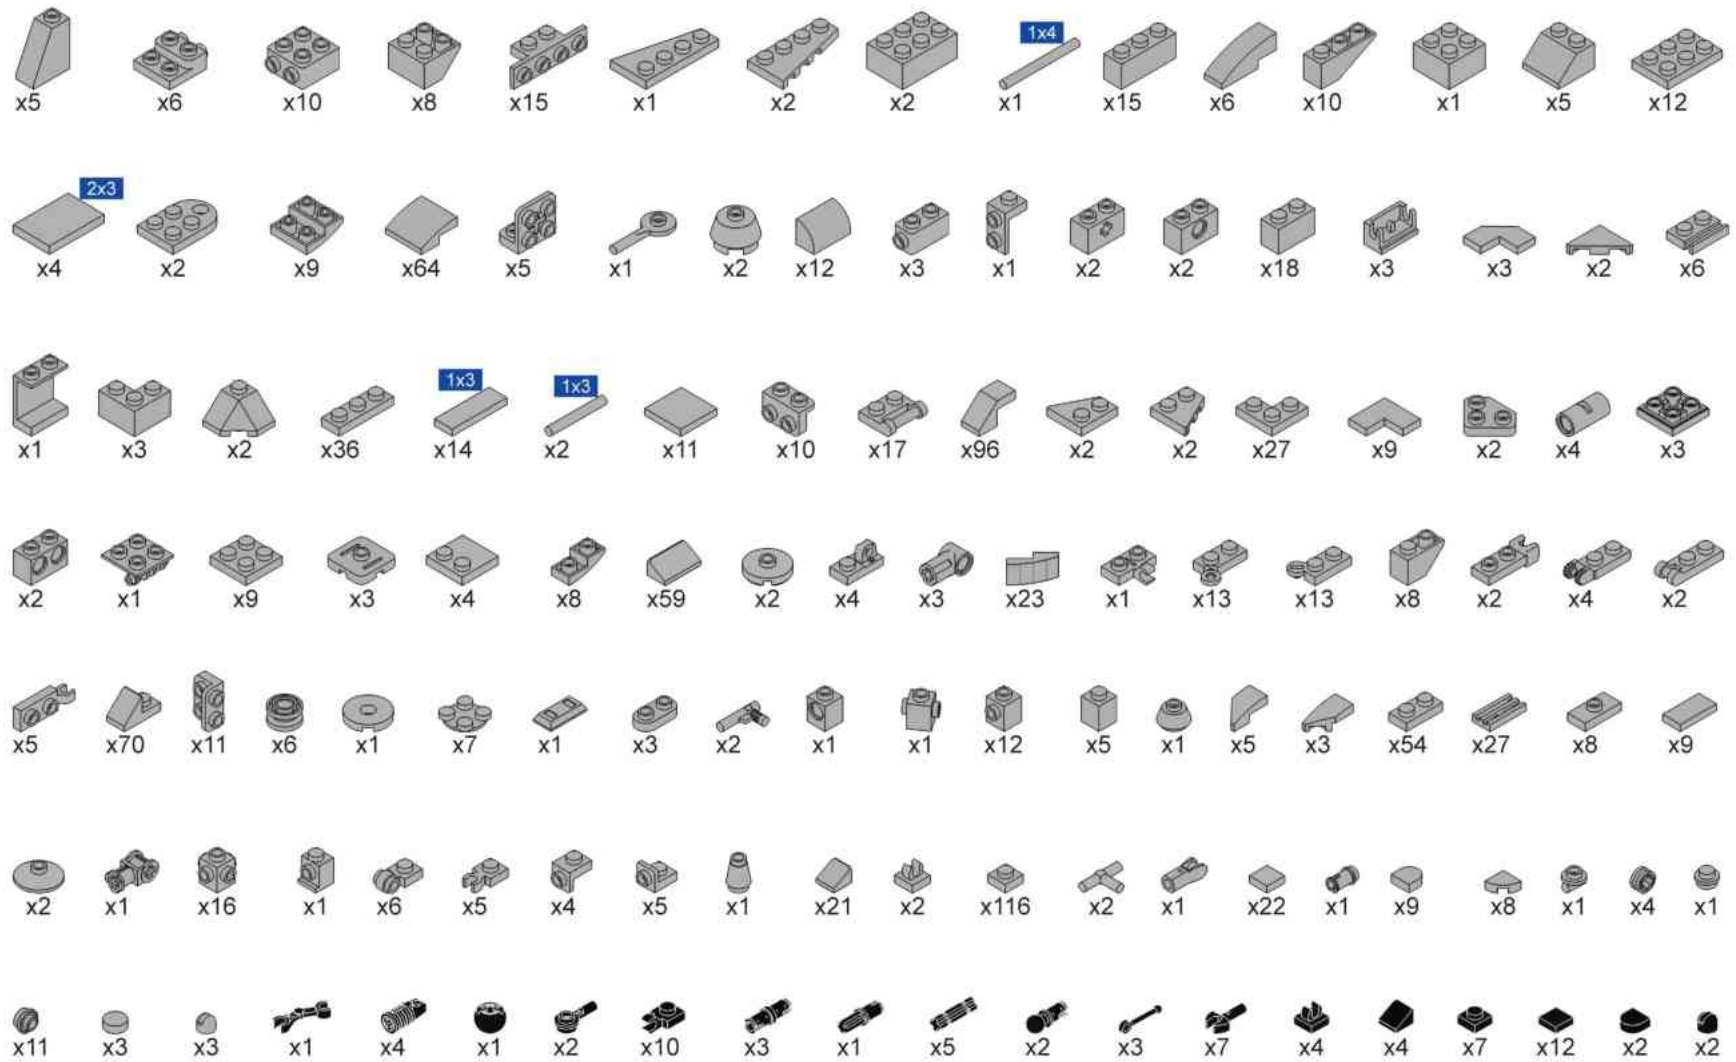 1x4
x5 x6 x10 x8 x15 x1 x2 x2 x1 x15 x6 x10 x1 x5 x12
2x3
x4 x2 x9 x64 x5 x1 x2 x12 x3 x1 x2 x2 x18 x3 x3 x2 x6
1x3 1x3
x1 x3 x2 x36 x14 x2 x11 x10 x17 x96 x2 x2 x27 x9 x2 x4 x3
x2 x1 x9 x3 x4 x8 x59 x2 x4 x3 x23 x1 x13 x13 x8 x2 x4 x2
x5 x70 x11 x6 x1 x7 x1 x3 x2 x1 x1 x12 x5 x1 x5 x3 x54 x27 x8 x9
x2 x1 x16 x1 x6 x5 x4 x5 x1 x21 x2 x116 x2 x1 x22 x1 x9 x8 x1 x4 x1
x11 x3 x3 x1 x4 x1 x2 x10 x3 x1 x5 x2 x3 x7 x4 x4 x7 x12 x2 x2